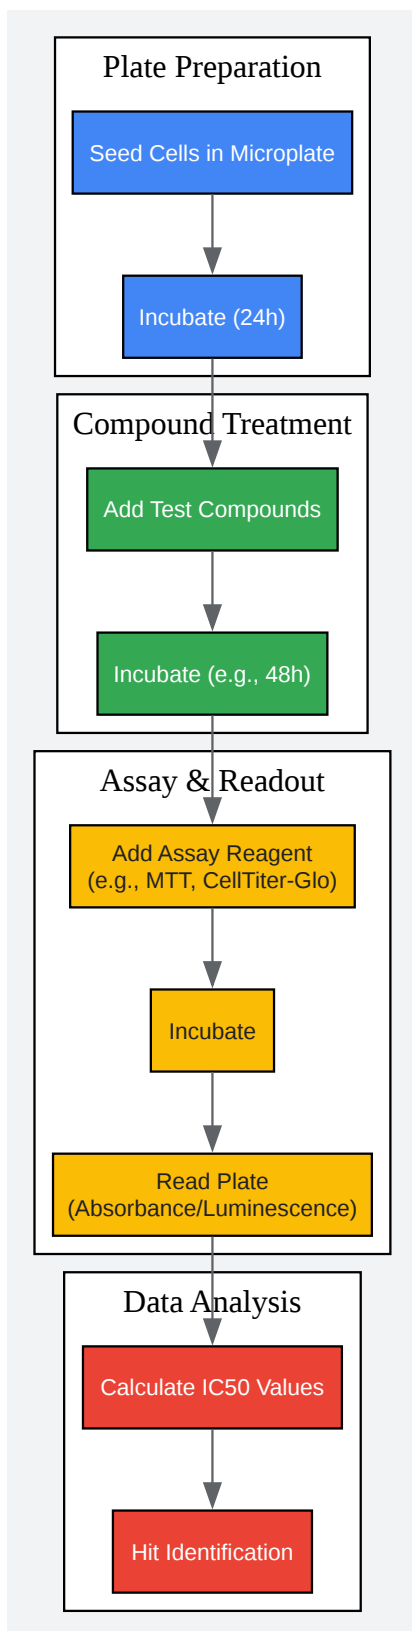 Plate Preparation
Seed Cells in Microplate
Incubate (24h)
Compound Treatment
Add Test Compounds
Incubate (e.g., 48h)
Assay & Readout
Add Assay Reagent
(e.g., MTT, CellTiter-Glo)
Incubate
Read Plate
(Absorbance/Luminescence)
Data Analysis
Calculate IC50 Values
Hit Identification